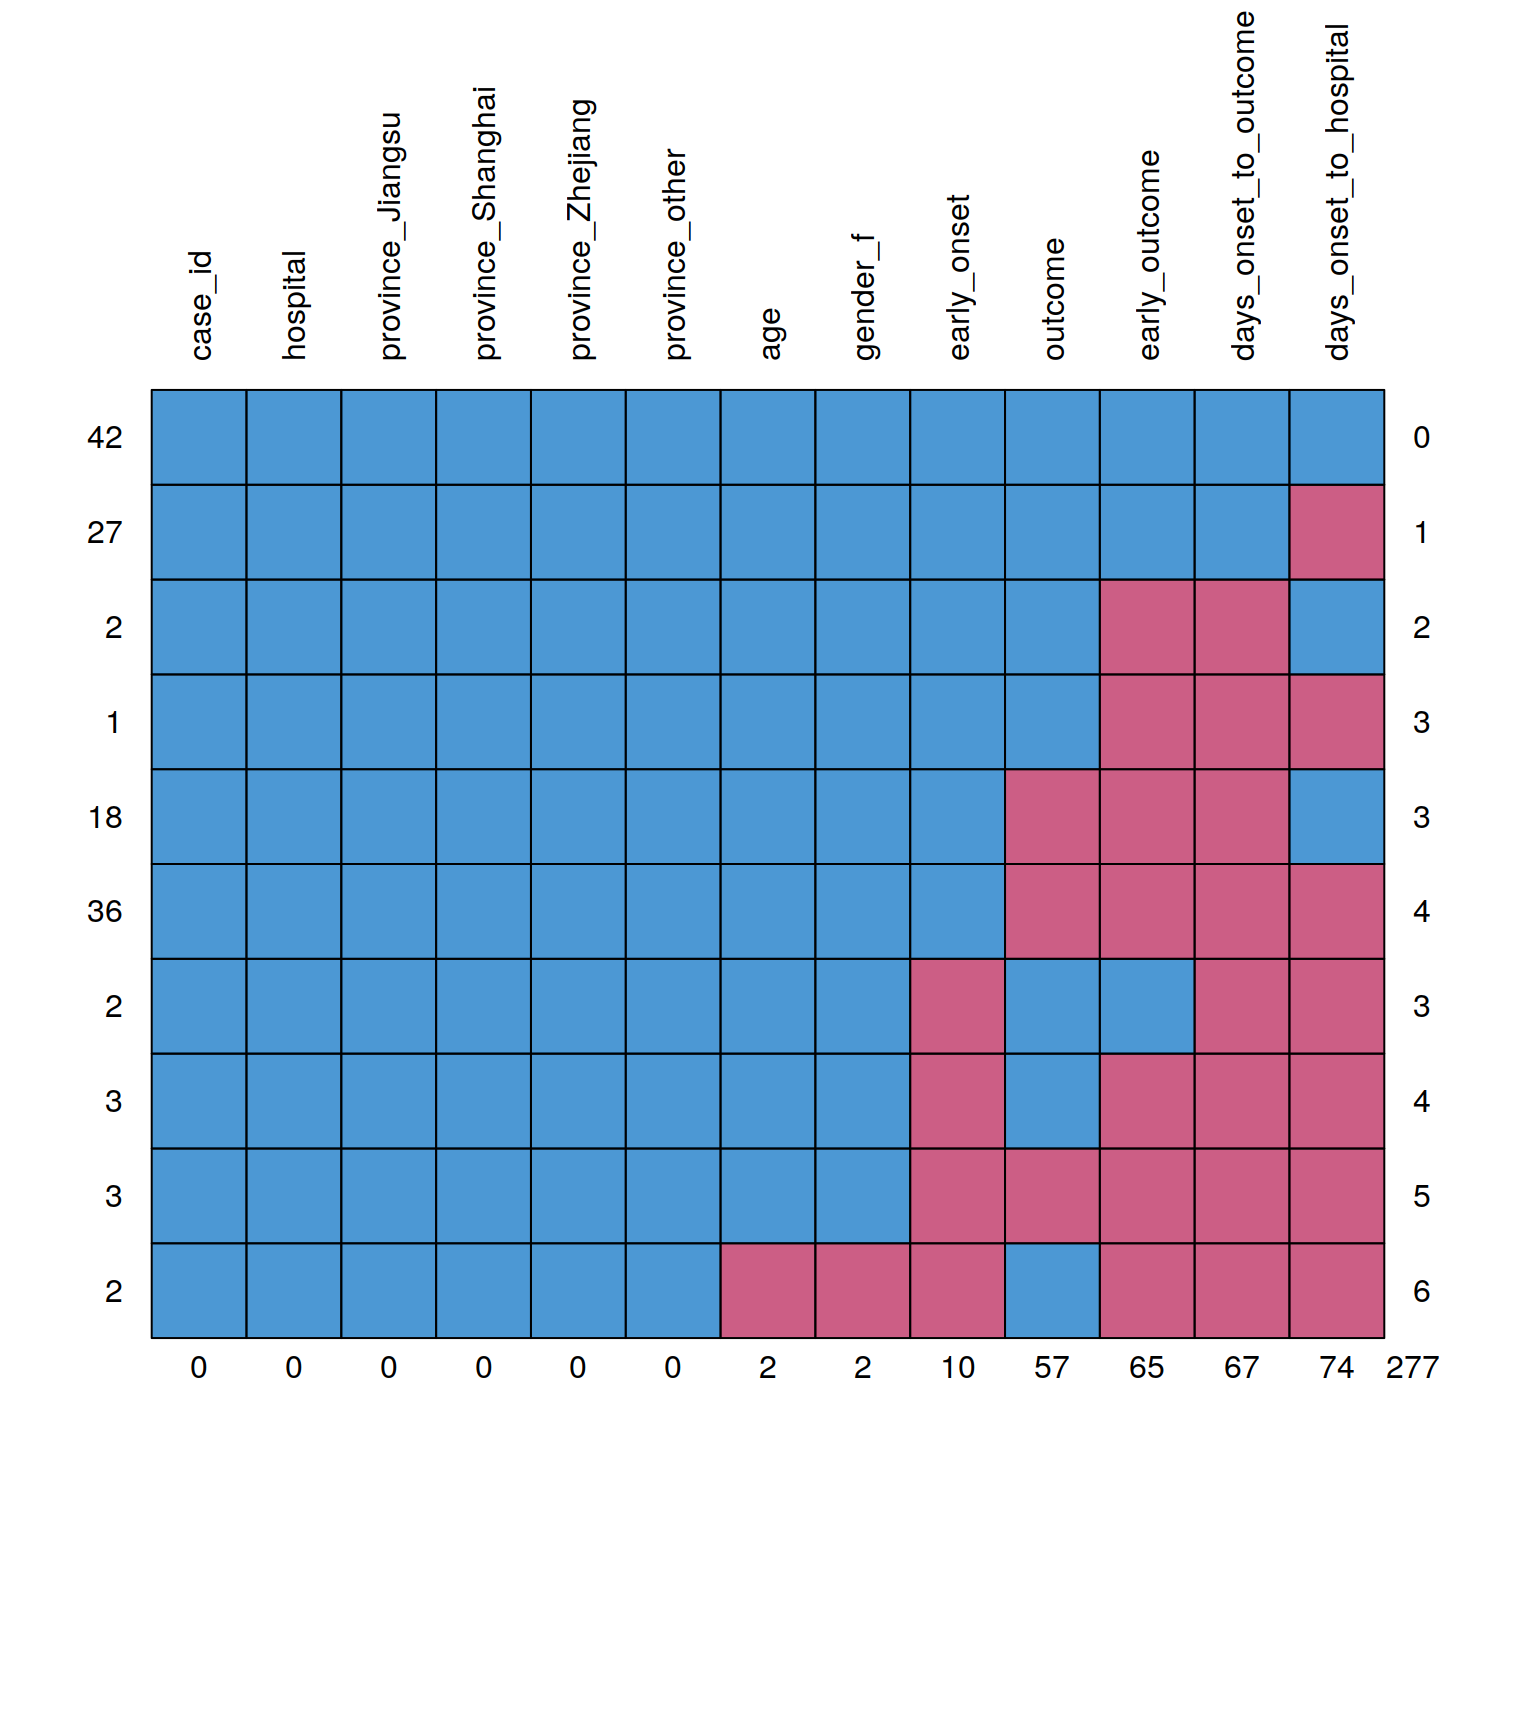 case_id
hospital
province_Jiangsu
province_Shanghai
province_Zhejiang
province_other
age
gender_f
early_onset
outcome
early_outcome
days_onset_to_outcome
days_onset_to_hospital
42 0
27 1
2 2
1 3
18 3
36 4
2 3
3 4
3 5
2 6
0 0 0 0 0 0 2 2 10 57 65 67 74 277